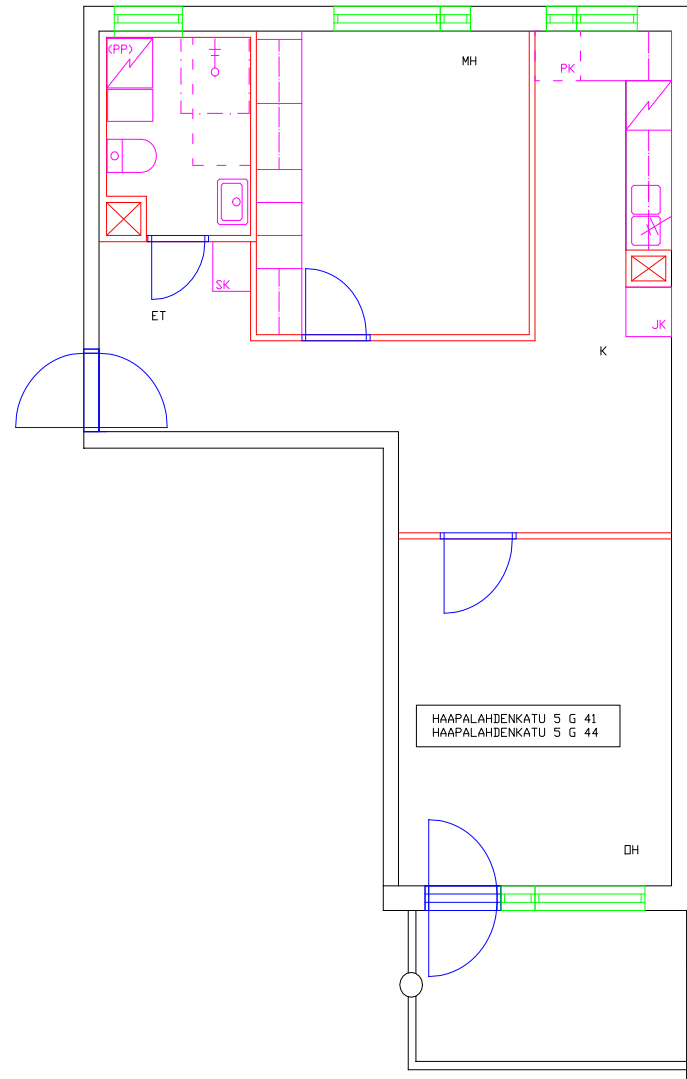 (PP)
MH
PK
SK
ET
JK
K
HAAPALAHDENKATU 5 G 41
HAAPALAHDENKATU 5 G 44
OH